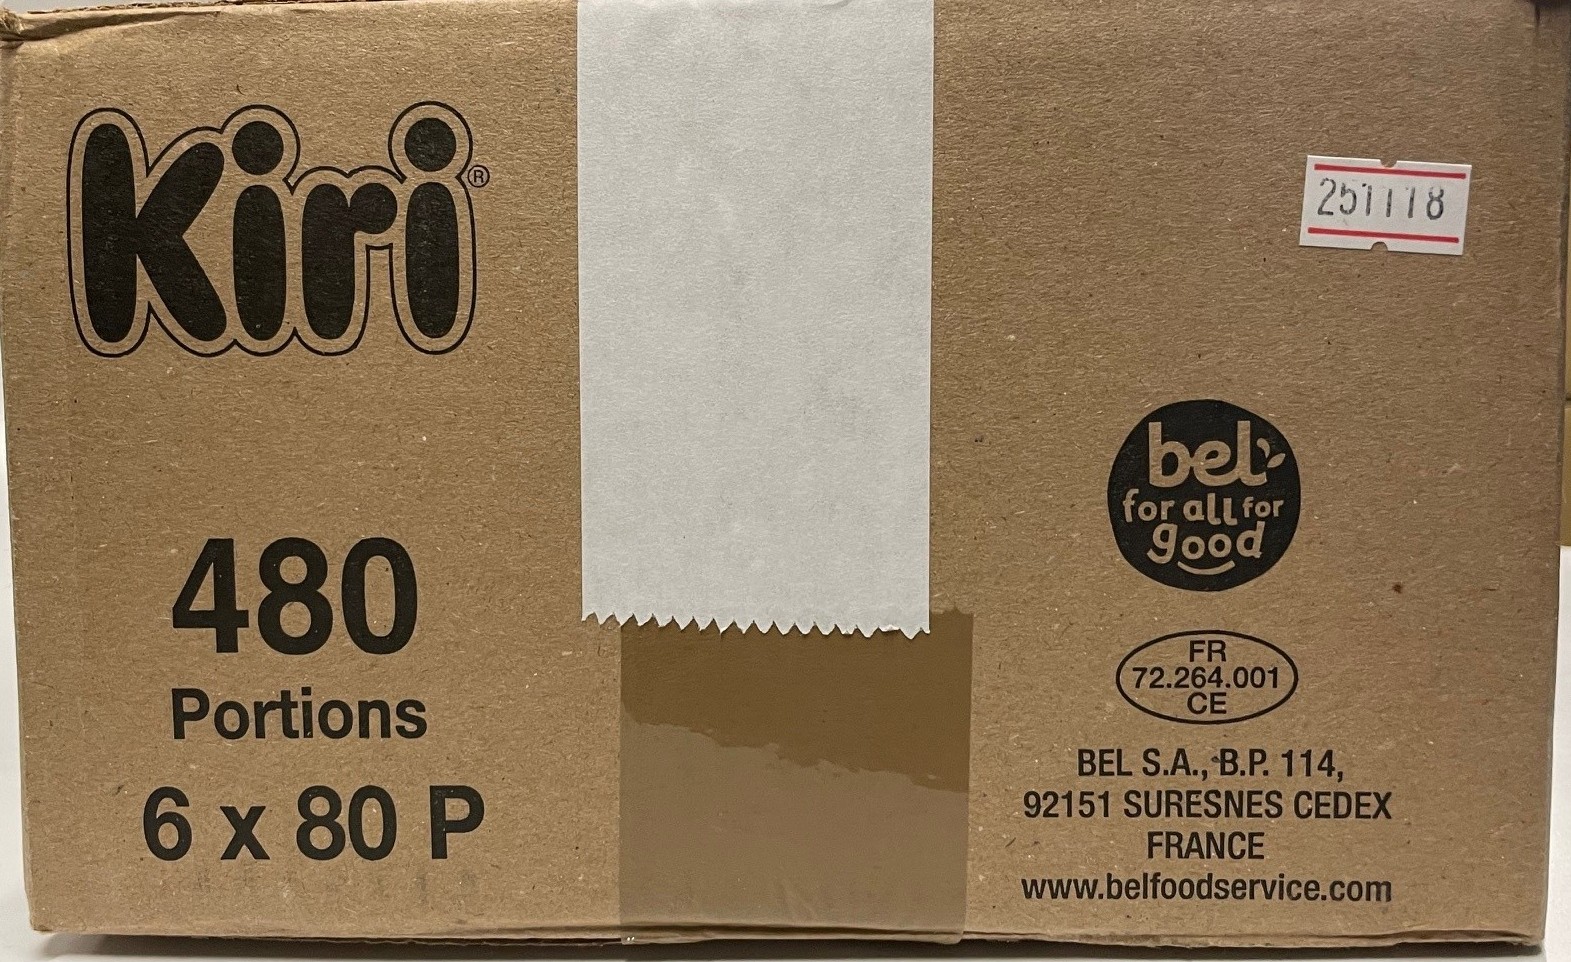 Kiri®
480
Portions
6 x 80 P
251118
bel
for all for
good
FR
72.264.001
CE
BEL S.A., B.P. 114,
92151 SURESNES CEDEX
FRANCE
www.belfoodservice.com